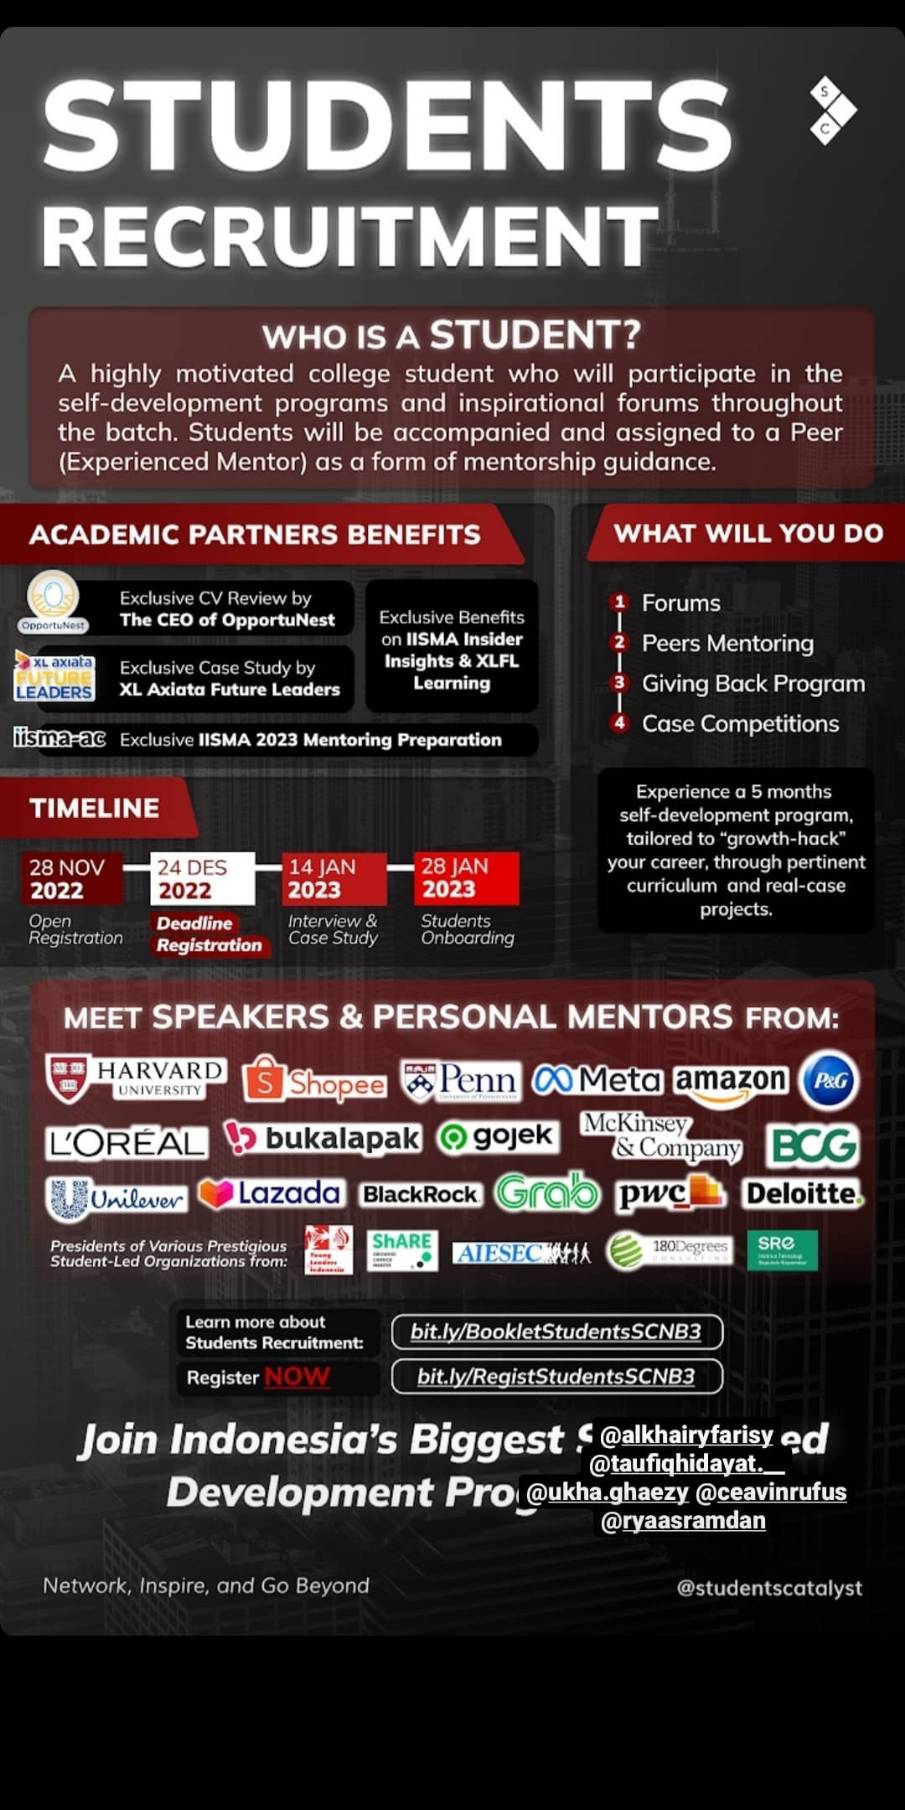 STUDENTS
RECRUITMENT
S
C
WHO IS A STUDENT?
A highly motivated college student who will participate in the
self-development programs and inspirational forums throughout
the batch. Students will be accompanied and assigned to a Peer
(Experienced Mentor) as a form of mentorship guidance.
ACADEMIC PARTNERS BENEFITS
OpportuNest
Exclusive CV Review by
The CEO of OpportuNest
XL axiata
FUTURE
LEADERS
Exclusive Case Study by
XL Axiata Future Leaders
Exclusive Benefits
on IISMA Insider
Insights & XLFL
Learning
iisma-ac
Exclusive IISMA 2023 Mentoring Preparation
WHAT WILL YOU DO
1 Forums
2 Peers Mentoring
3 Giving Back Program
4 Case Competitions
Experience a 5 months
self-development program,
tailored to “growth-hack”
your career, through pertinent
curriculum and real-case
projects.
TIMELINE
28 NOV
2022
Open
Registration
24 DES
2022
Deadline
Registration
14 JAN
2023
Interview &
Case Study
28 JAN
2023
Students
Onboarding
MEET SPEAKERS & PERSONAL MENTORS FROM:
HARVARD
UNIVERSITY
Shopee
Penn
Meta
amazon
P&G
L'ORÉAL
bukalapak
gojek
McKinsey
& Company
BCG
Unilever
Lazada
BlackRock
Grab
pwc
Deloitte.
Presidents of Various Prestigious
Student-Led Organizations from:
Young
Leaders
Indonesia
ShARE
AIESEC
180Degrees
CONSULTING
SRE
Learn more about
Students Recruitment:
bit.ly/BookletStudentsSCNB3
Register NOW
bit.ly/RegistStudentsSCNB3
Join Indonesia's Biggest
ed
Development
@alkhairyfarisy
@taufiqhidayat.__
@ukha.ghaezy @ceavinrufus
@ryaasramdan
Network, Inspire, and Go Beyond
@studentscatalyst